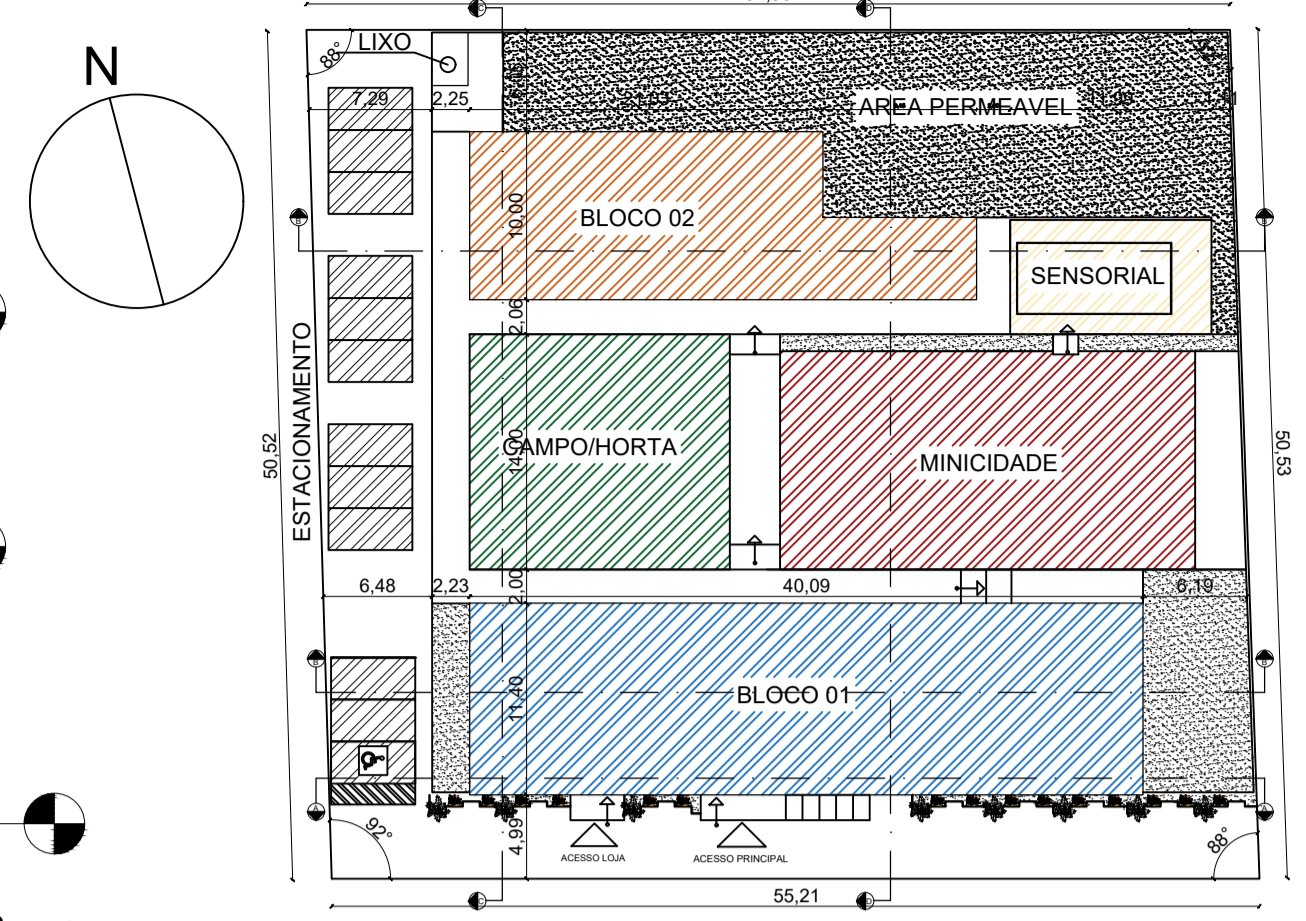 N
LIXO
88°
7,29
2,25
AREA PERMEAVEL
BLOCO 02
10,00
SENSORIAL
2,06
ESTACIONAMENTO
50,52
CAMPO/HORTA
14,00
MINICIDADE
50,53
6,48
2,23
2,00
40,09
6,19
BLOCO 01
11,40
92°
4,99
ACESSO LOJA
ACESSO PRINCIPAL
88°
55,21